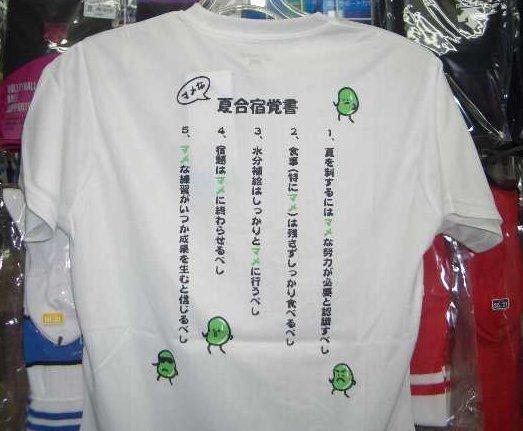 マメな
夏合宿覚書
1、夏を制するにはマメな努力が必要と認識すべし
2、食事(特にマメ)は残さずしっかり食べるべし
3、水分補給はしっかりとマメに行うべし
4、宿題はマメに終わらせるべし
5、マメな練習がいつか成果を生むと信じるべし